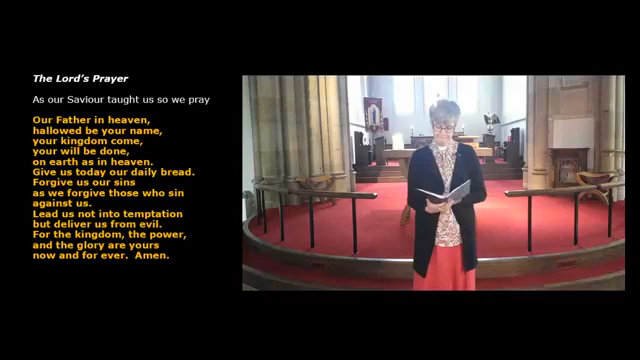 The Lord's Prayer
As our Saviour taught us so we pray
Our Father in heaven,
hallowed be your name,
your kingdom come,
your will be done,
on earth as in heaven.
Give us today our daily bread.
Forgive us our sins
as we forgive those who sin
against us.
Lead us not into temptation
but deliver us from evil.
For the kingdom, the power,
and the glory are yours
now and for ever.  Amen.